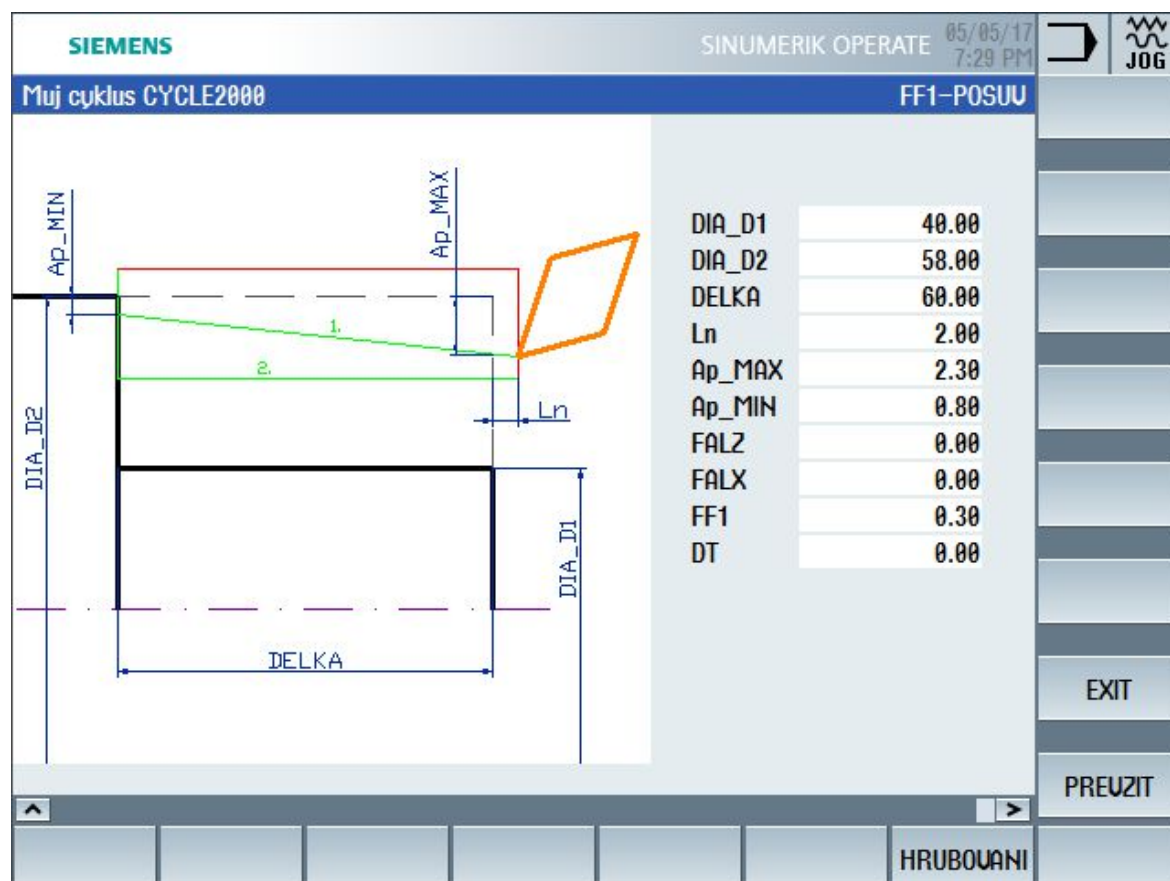 SIEMENS
SINUMERIK OPERATE
05/05/17
7:29 PM
JOG
Muj cyklus CYCLE2000
FF1-POSUV
Ap_MIN
Ap_MAX
1.
2.
Ln
DIA_D2
DIA_D1
DELKA
DIA_D1 40.00
DIA_D2 58.00
DELKA 60.00
Ln 2.00
Ap_MAX 2.30
Ap_MIN 0.80
FALZ 0.00
FALX 0.00
FF1 0.30
DT 0.00
EXIT
PREVZIT
HRUBOVANI